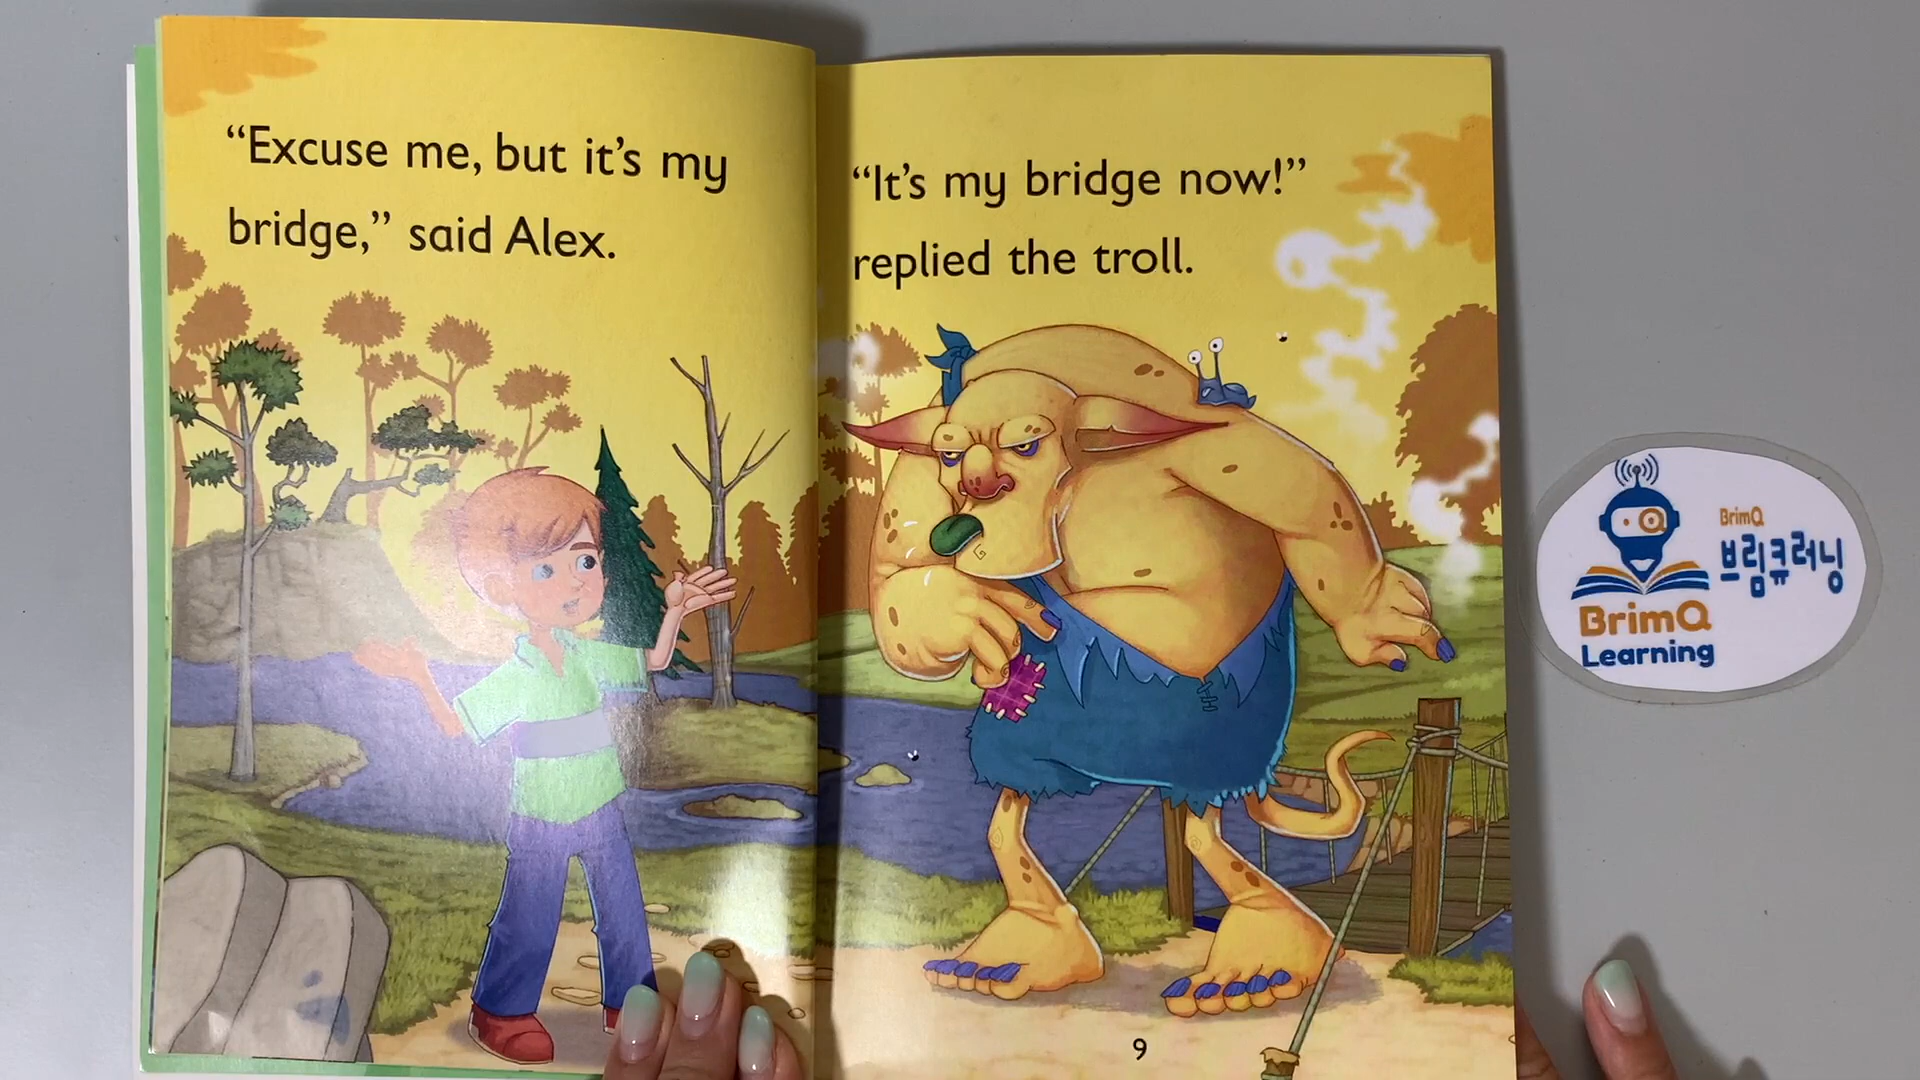 “Excuse me, but it’s my
bridge,” said Alex.
“It’s my bridge now!”
replied the troll.
9
BrimQ
브림큐러닝
BrimQ
Learning